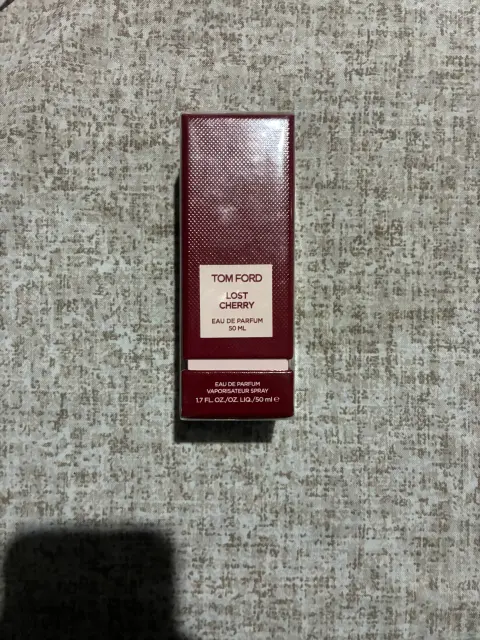 TOM FORD
LOST
CHERRY
EAU DE PARFUM
50 ML
EAU DE PARFUM
VAPORISATEUR SPRAY
1.7 FL. OZ./OZ. LIQ./50 ml ℮